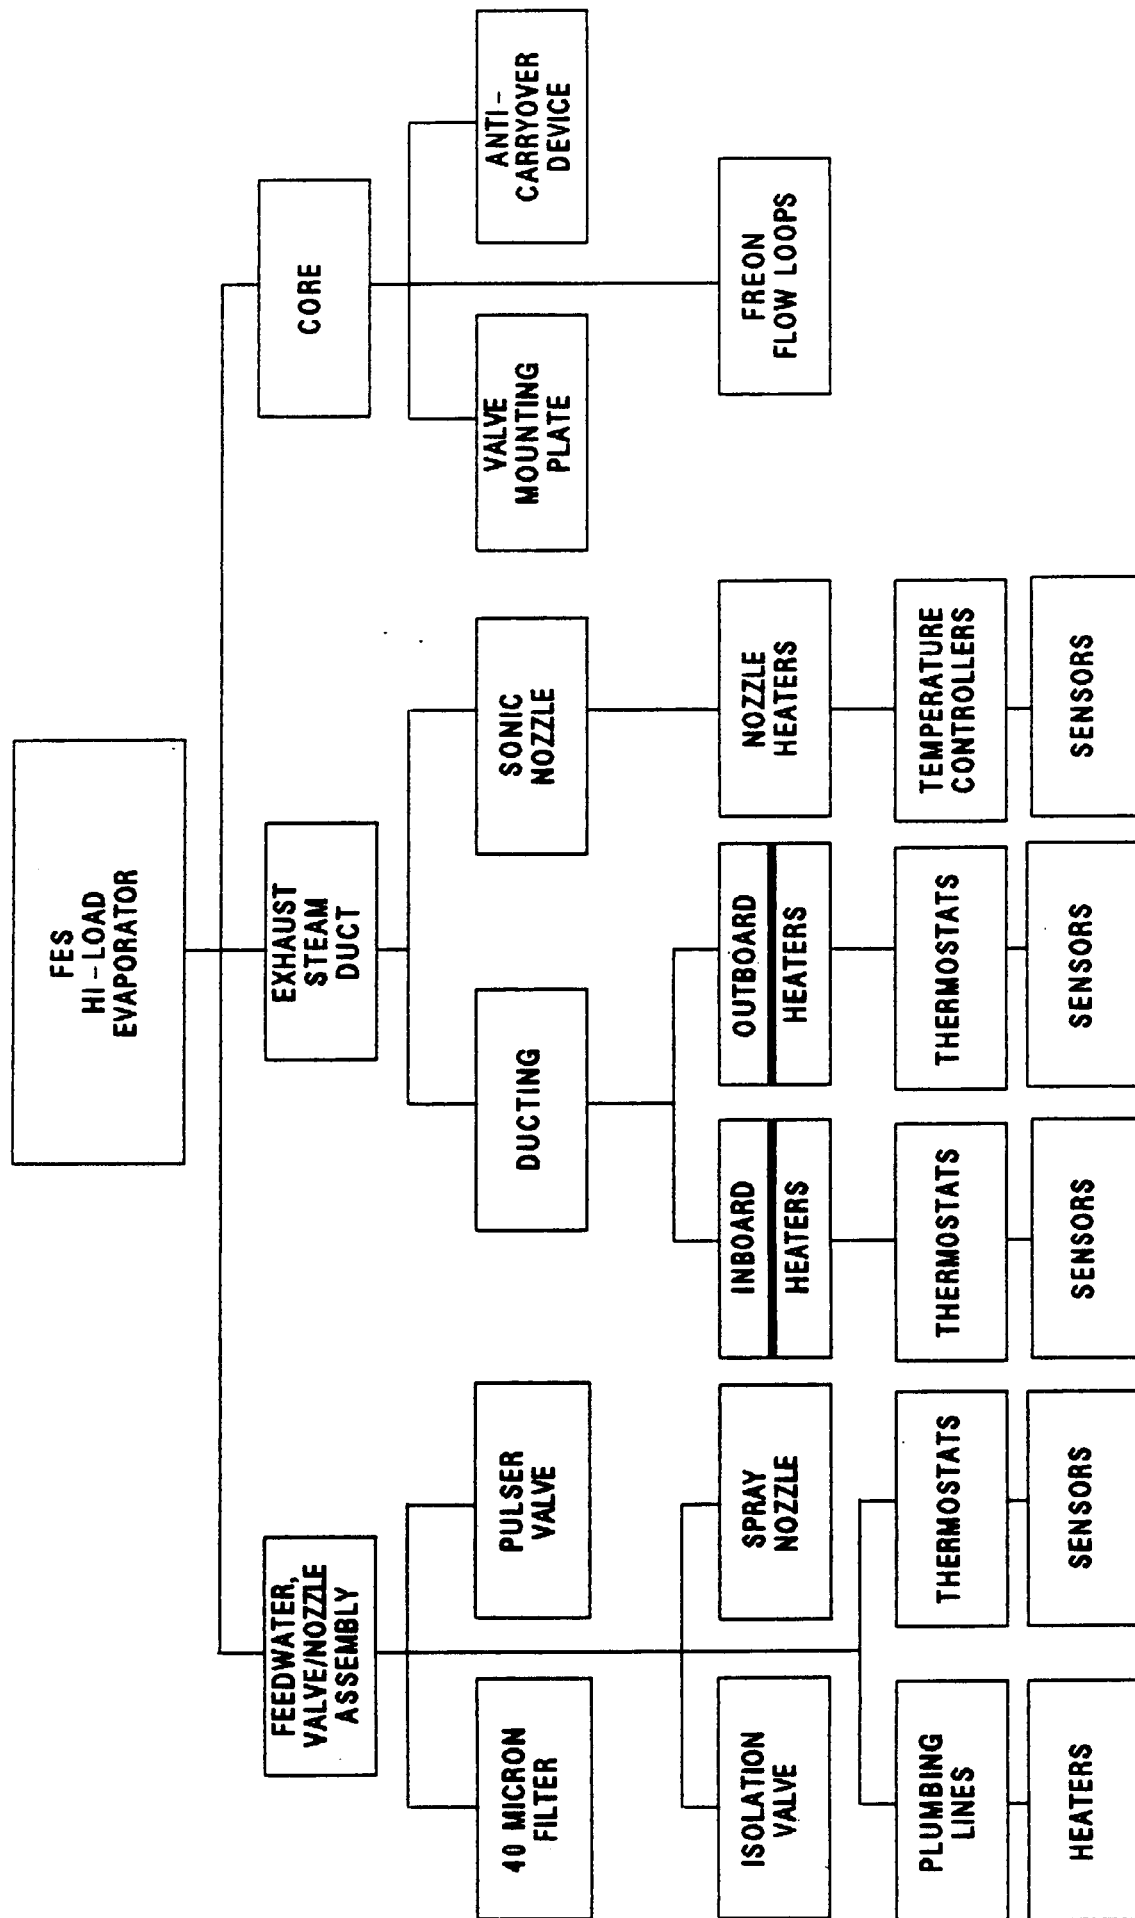 FES
HI-LOAD
EVAPORATOR
FEEDWATER,
VALVE/NOZZLE
ASSEMBLY
EXHAUST
STEAM
DUCT
CORE
40 MICRON
FILTER
PULSER
VALVE
DUCTING
SONIC
NOZZLE
VALVE
MOUNTING
PLATE
ANTI-
CARRYOVER
DEVICE
ISOLATION
VALVE
SPRAY
NOZZLE
INBOARD
HEATERS
OUTBOARD
HEATERS
NOZZLE
HEATERS
FREON
FLOW LOOPS
PLUMBING
LINES
THERMOSTATS
THERMOSTATS
THERMOSTATS
TEMPERATURE
CONTROLLERS
HEATERS
SENSORS
SENSORS
SENSORS
SENSORS